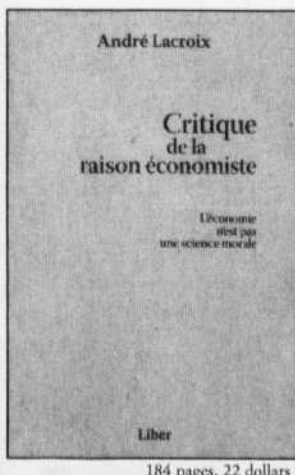 André Lacroix
Critique
de la
raison économiste
L'économie
n'est pas
une science morale
Liber
184 pages, 22 dollars